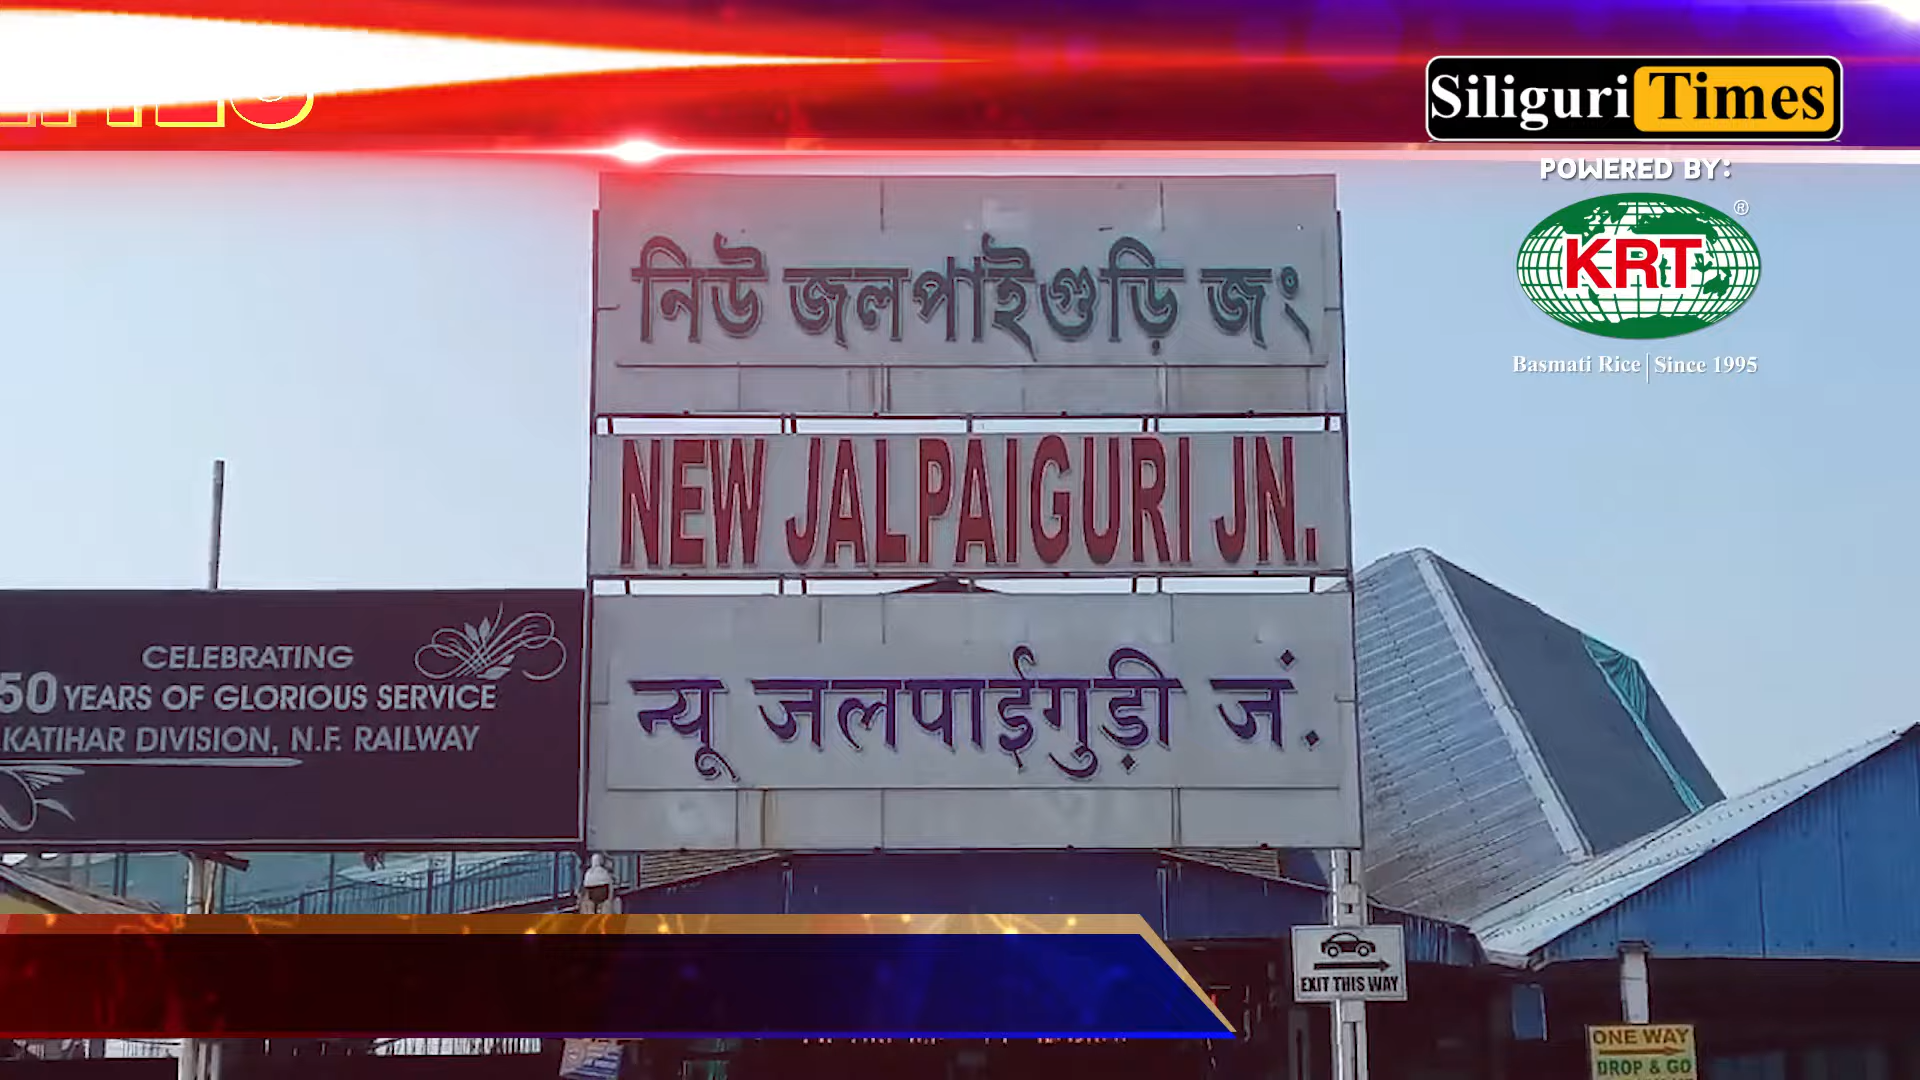 Siliguri Times
POWERED BY:
KRT
®
Basmati Rice | Since 1995
নিউ জলপাইগুড়ি জং
NEW JALPAIGURI JN.
न्यू जलपाईगुड़ी जं.
CELEBRATING
50 YEARS OF GLORIOUS SERVICE
KATIHAR DIVISION, N.F. RAILWAY
EXIT THIS WAY
ONE WAY
DROP & GO